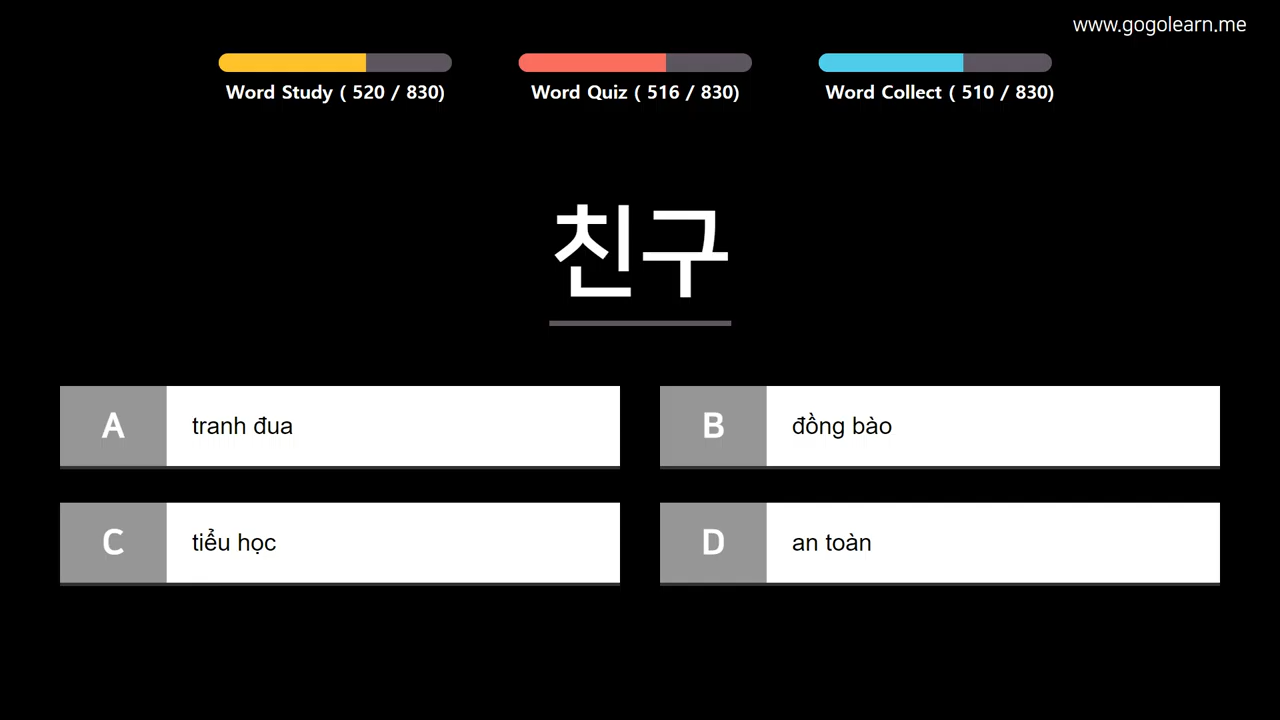 www.gogolearn.me
Word Study ( 520 / 830)
Word Quiz ( 516 / 830)
Word Collect ( 510 / 830)
친구
A
tranh đua
B
đồng bào
C
tiểu học
D
an toàn